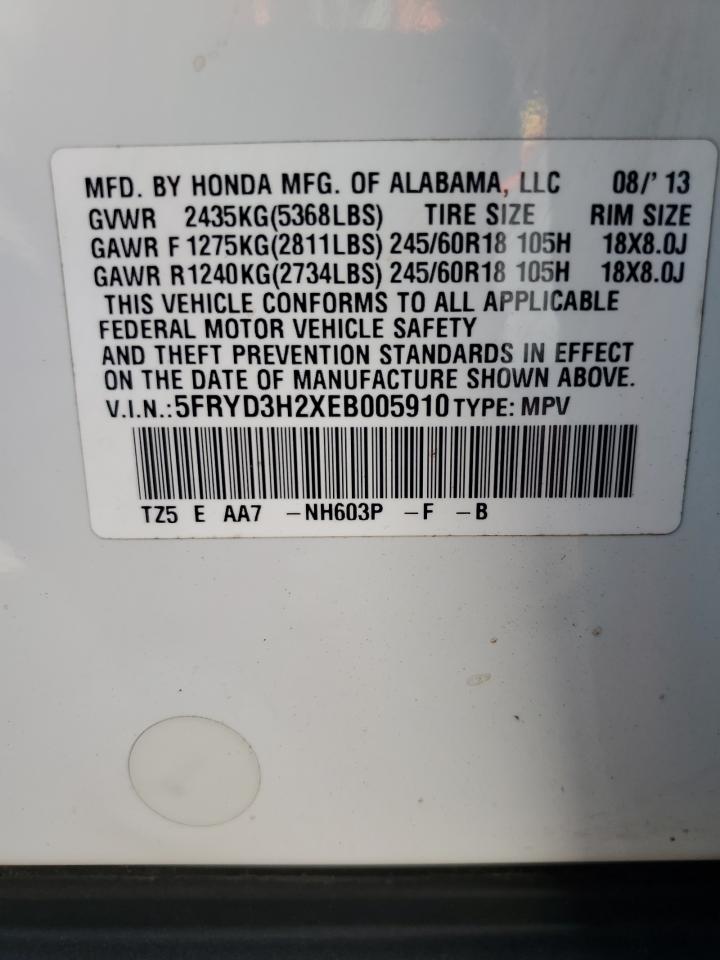 MFD. BY HONDA MFG. OF ALABAMA, LLC 08/' 13
GVWR 2435KG(5368LBS) TIRE SIZE RIM SIZE
GAWR F 1275KG(2811LBS) 245/60R18 105H 18X8.0J
GAWR R1240KG(2734LBS) 245/60R18 105H 18X8.0J
THIS VEHICLE CONFORMS TO ALL APPLICABLE
FEDERAL MOTOR VEHICLE SAFETY
AND THEFT PREVENTION STANDARDS IN EFFECT
ON THE DATE OF MANUFACTURE SHOWN ABOVE.
V.I.N.: 5FRYD3H2XEB005910 TYPE: MPV
TZ5 E AA7 -NH603P -F -B